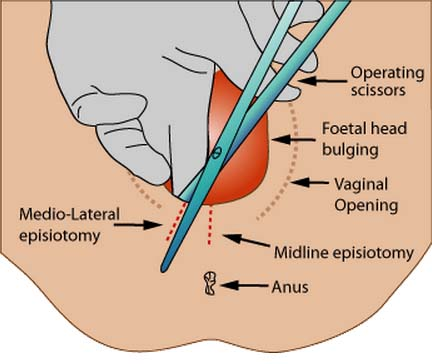 Operating
scissors
Foetal head
bulging
Vaginal
Opening
Medio-Lateral
episiotomy
Midline episiotomy
Anus